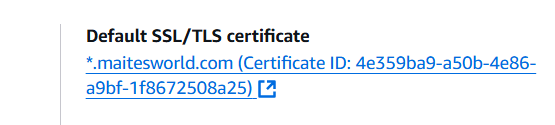 Default SSL/TLS certificate
*.maitesworld.com (Certificate ID: 4e359ba9-a50b-4e86-
a9bf-1f8672508a25)